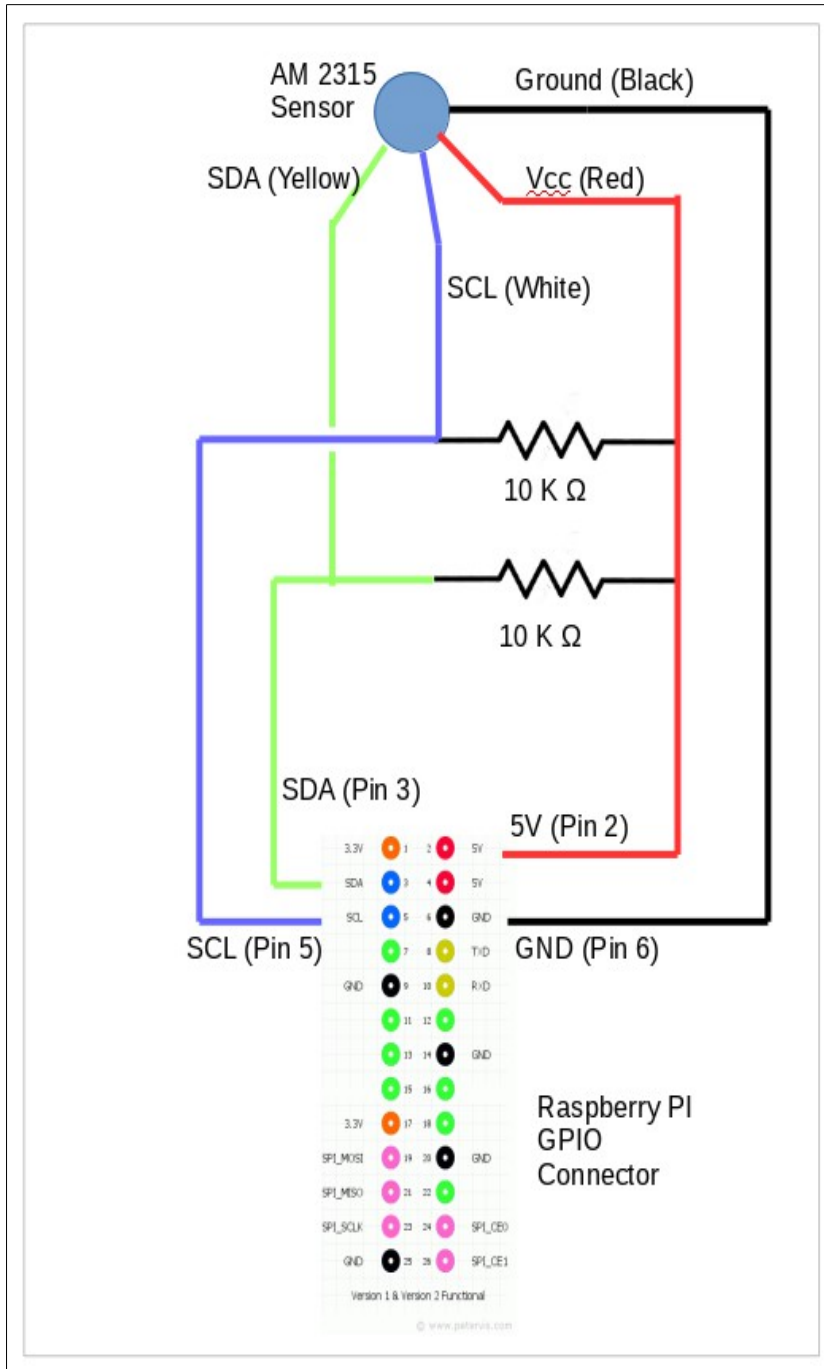 AM 2315
Sensor
Ground (Black)
SDA (Yellow)
Vcc (Red)
SCL (White)
10 K Ω
10 K Ω
SDA (Pin 3)
5V (Pin 2)
3.3V 1 2 5V
SDA 3 4 5V
SCL 5 6 GND
SCL (Pin 5)
GND (Pin 6)
7 8 TXD
GND 9 10 RXD
11 12
13 14 GND
15 16
3.3V 17 18
SPI_MOSI 19 20 GND
SPI_MISO 21 22
SPI_SCLK 23 24 SPI_CE0
GND 25 26 SPI_CE1
Raspberry PI
GPIO
Connector
Version 1 & Version 2 Functional
© www.petervis.com